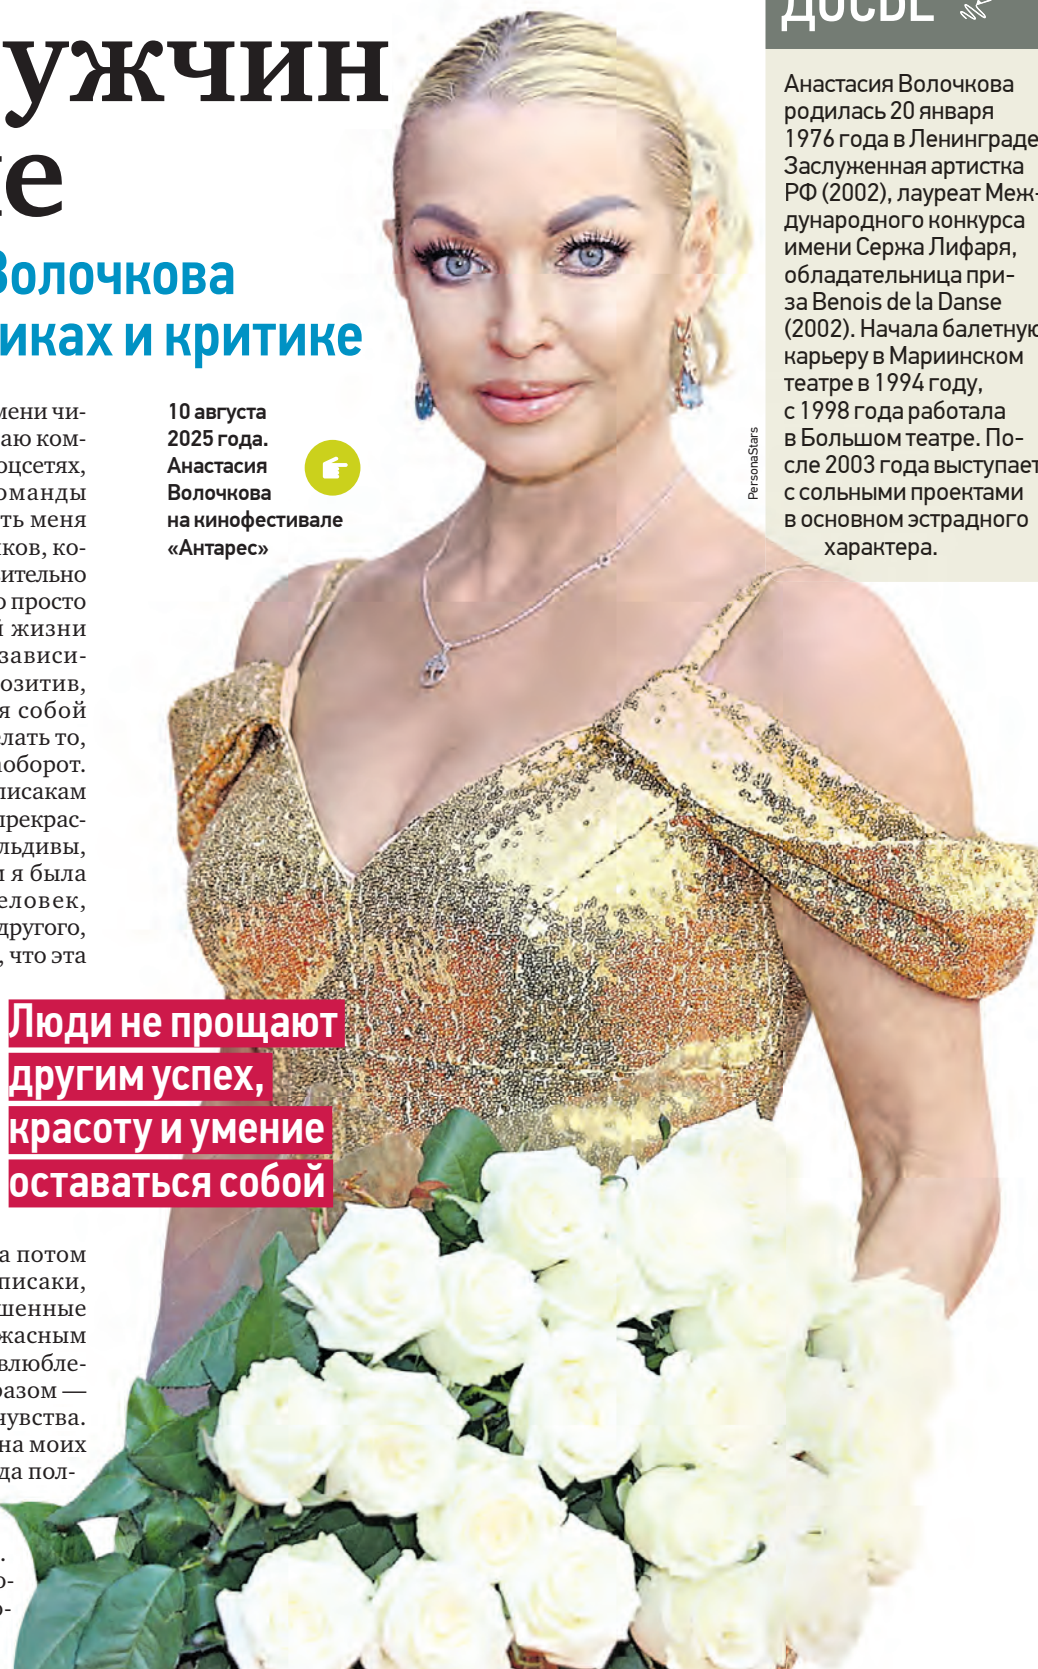 ужчин
е
Волочкова
иках и критике
мени чи-
аю ком-
оцсетях,
оманды
ть меня
ков, ко-
ительно
о просто
й жизни
зависи-
озитив,
я собой
елать то,
аоборот.
писакам
прекрас-
льдивы,
и я была
еловек,
другого,
, что эта
10 августа
2025 года.
Анастасия
Волочкова
на кинофестивале
«Антарес»
Люди не прощают
другим успех,
красоту и умение
оставаться собой
а потом
писаки,
шенные
жасным
влюбле-
разом —
чувства.
на моих
да пол-
.
о-
о-
PersonaStars
ДОСЬЕ
Анастасия Волочкова
родилась 20 января
1976 года в Ленинграде
Заслуженная артистка
РФ (2002), лауреат Меж-
дународного конкурса
имени Сержа Лифаря,
обладательница при-
за Benois de la Danse
(2002). Начала балетную
карьеру в Мариинском
театре в 1994 году,
с 1998 года работала
в Большом театре. По-
сле 2003 года выступает
с сольными проектами
в основном эстрадного
характера.